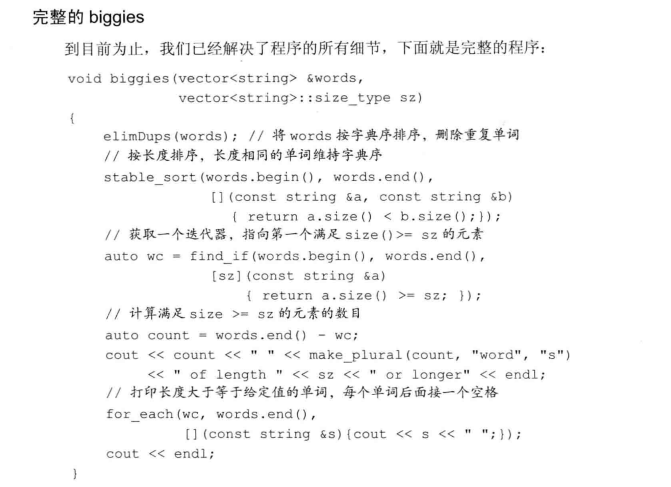 完整的 biggies
到目前为止，我们已经解决了程序的所有细节，下面就是完整的程序：
void biggies(vector<string> &words,
             vector<string>::size_type sz)
{
    elimDups(words); // 将 words 按字典序排序，删除重复单词
    // 按长度排序，长度相同的单词维持字典序
    stable_sort(words.begin(), words.end(),
                [](const string &a, const string &b)
                  { return a.size() < b.size();});
    // 获取一个迭代器，指向第一个满足 size()>= sz 的元素
    auto wc = find_if(words.begin(), words.end(),
                [sz](const string &a)
                    { return a.size() >= sz; });
    // 计算满足 size >= sz 的元素的数目
    auto count = words.end() - wc;
    cout << count << " " << make_plural(count, "word", "s")
         << " of length " << sz << " or longer" << endl;
    // 打印长度大于等于给定值的单词，每个单词后面接一个空格
    for_each(wc, words.end(),
             [](const string &s){cout << s << " ";});
    cout << endl;
}